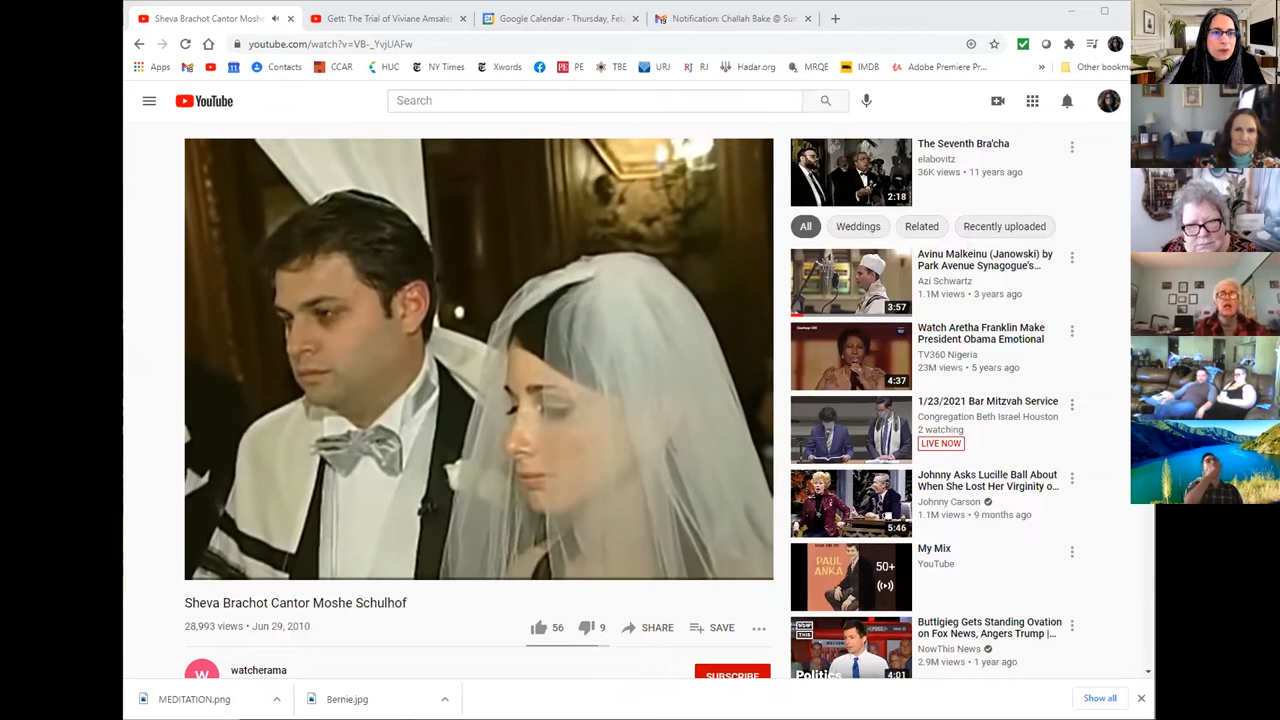 Sheva Brachot Cantor Moshe
Gett: The Trial of Viviane Amsale
Google Calendar - Thursday, Feb
Notification: Challah Bake @ Sun
youtube.com/watch?v=VB-_YvjUAFw
Apps
Contacts
CCAR
HUC
NY Times
Xwords
PE
TBE
URJ
RJ
Hadar.org
MRQE
IMDB
Adobe Premiere Pr...
»
Other bookm
YouTube
Search
The Seventh Bra'cha
elabovitz
36K views • 11 years ago
2:18
All
Weddings
Related
Recently uploaded
Avinu Malkeinu (Janowski) by
Park Avenue Synagogue's...
Azi Schwartz
1.1M views • 3 years ago
3:57
Watch Aretha Franklin Make
President Obama Emotional
TV360 Nigeria
23M views • 5 years ago
4:37
1/23/2021 Bar Mitzvah Service
Congregation Beth Israel Houston
2 watching
LIVE NOW
Johnny Asks Lucille Ball About
When She Lost Her Virginity o...
Johnny Carson
1.1M views • 9 months ago
5:46
My Mix
YouTube
PAUL
ANKA
50+
Buttigieg Gets Standing Ovation
on Fox News, Angers Trump |...
NowThis News
2.9M views • 1 year ago
NOW
THIS
Politics
4:01
Sheva Brachot Cantor Moshe Schulhof
28,993 views • Jun 29, 2010
56
9
SHARE
SAVE
W
watcherama
SUBSCRIBE
MEDITATION.png
Bernie.jpg
Show all